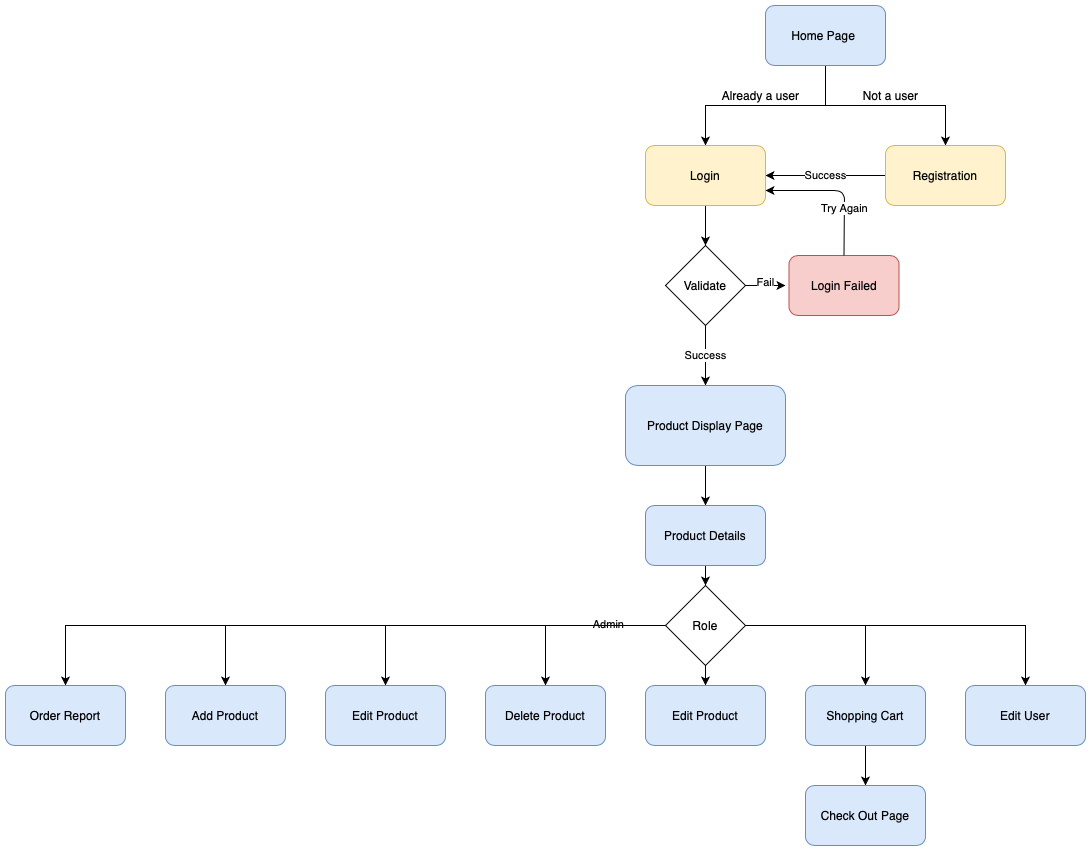 Home Page
Already a user
Not a user
Login
Success
Registration
Try Again
Validate
Fail
Login Failed
Success
Product Display Page
Product Details
Admin
Role
Order Report
Add Product
Edit Product
Delete Product
Edit Product
Shopping Cart
Edit User
Check Out Page